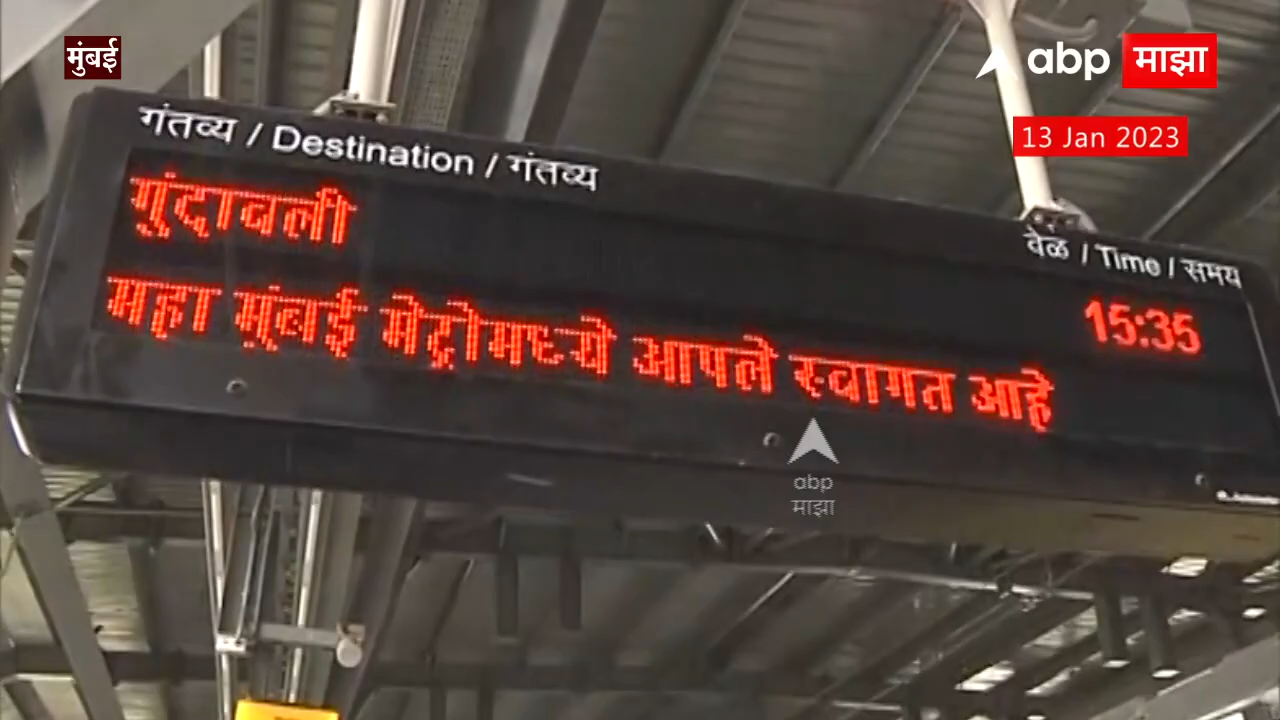 मुंबई
abp माझा
13 Jan 2023
गंतव्य / Destination / गंतव्य
वेळ / Time / समय
गुंदावली
15:35
महा मुंबई मेट्रोमध्ये आपले स्वागत आहे
abp
माझा